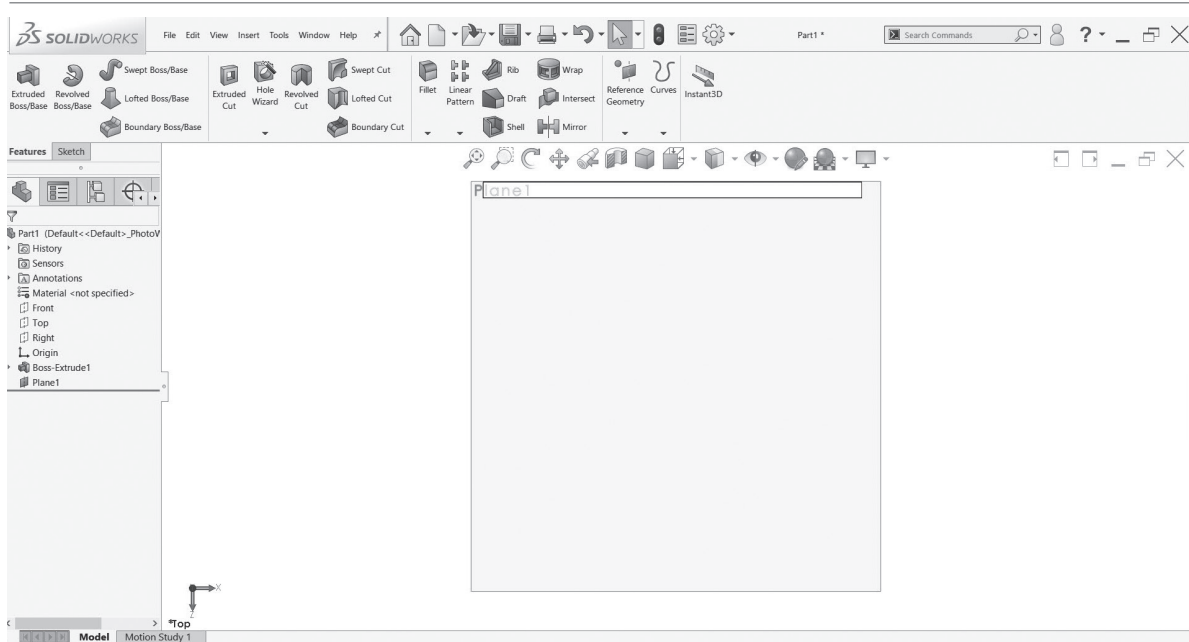 SOLIDWORKS File Edit View Insert Tools Window Help Part1 * Search Commands ?
Extruded Boss/Base
Revolved Boss/Base
Swept Boss/Base
Lofted Boss/Base
Boundary Boss/Base
Extruded Cut
Hole Wizard
Revolved Cut
Swept Cut
Lofted Cut
Boundary Cut
Fillet
Linear Pattern
Rib
Draft
Shell
Wrap
Intersect
Mirror
Reference Geometry
Curves
Instant3D
Features Sketch
Part1 (Default<<Default>_PhotoV
History
Sensors
A Annotations
Material <not specified>
Front
Top
Right
Origin
Boss-Extrude1
Plane1
Plane1
X
Z
*Top
Model Motion Study 1